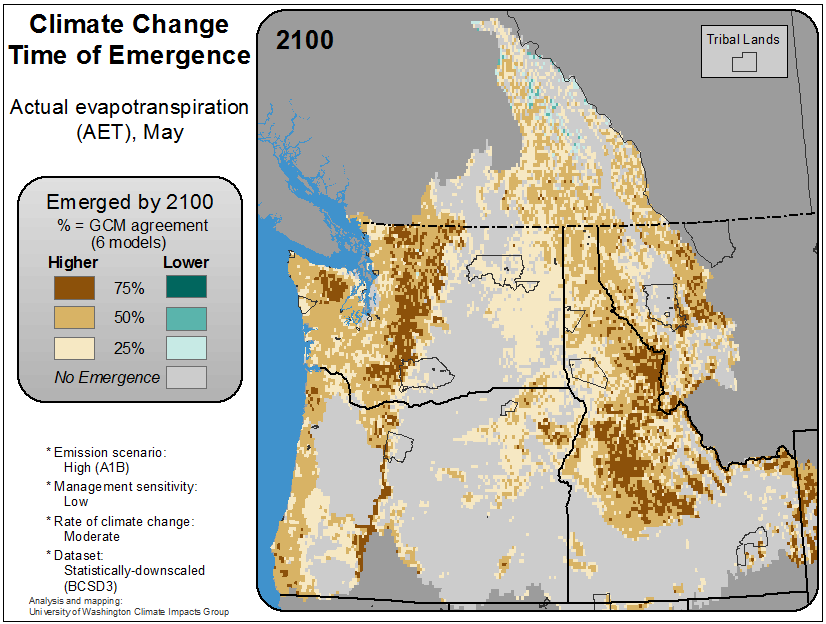 Climate Change
Time of Emergence
Actual evapotranspiration
(AET), May
Emerged by 2100
% = GCM agreement
(6 models)
Higher Lower
75%
50%
25%
No Emergence
* Emission scenario:
High (A1B)
* Management sensitivity:
Low
* Rate of climate change:
Moderate
* Dataset:
Statistically-downscaled
(BCSD3)
Analysis and mapping:
University of Washington Climate Impacts Group
2100
Tribal Lands